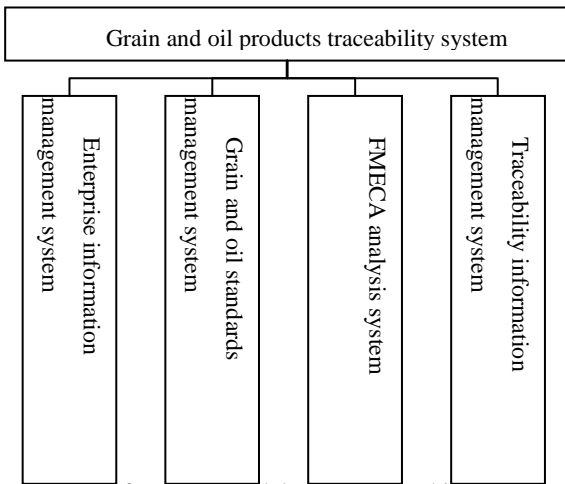 Grain and oil products traceability system
Enterprise information
management system
Grain and oil standards
management system
FMECA analysis system
Traceability information
management system